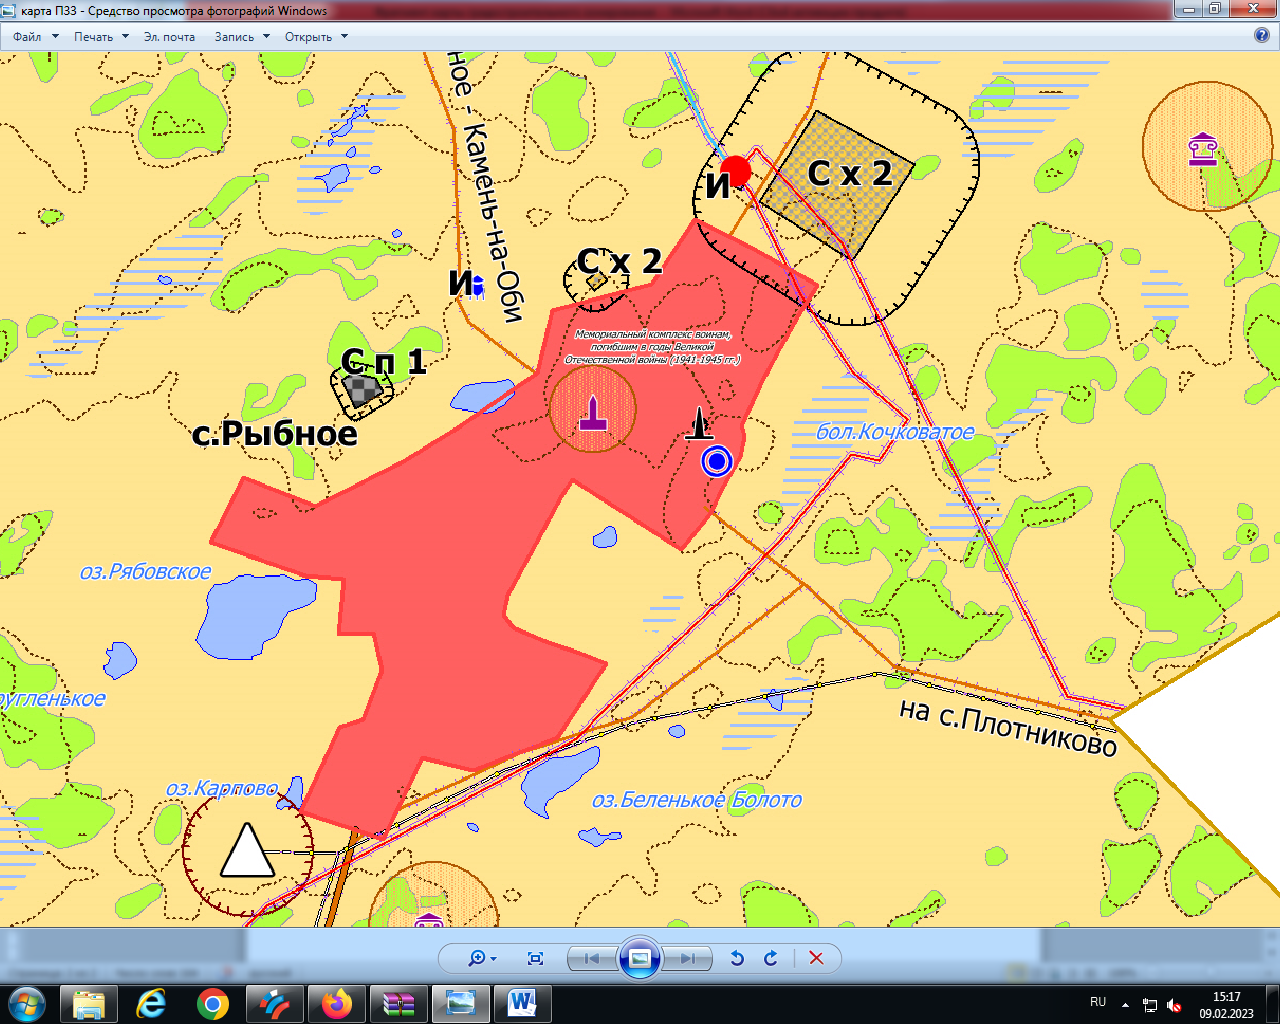 карта ПЗЗ - Средство просмотра фотографий Windows
Файл Печать Эл. почта Запись Открыть
ное - Камень-на-Оби
С х 2
И
С х 2
И
Мемориальный комплекс воинам,
погибшим в годы Великой
Отечественной войны (1941-1945 гг.)
С п 1
с.Рыбное
бол.Кочковатое
оз.Рябовское
угленькое
на с.Плотниково
оз.Карпово
оз.Беленькое Болото
RU
15:17
09.02.2023